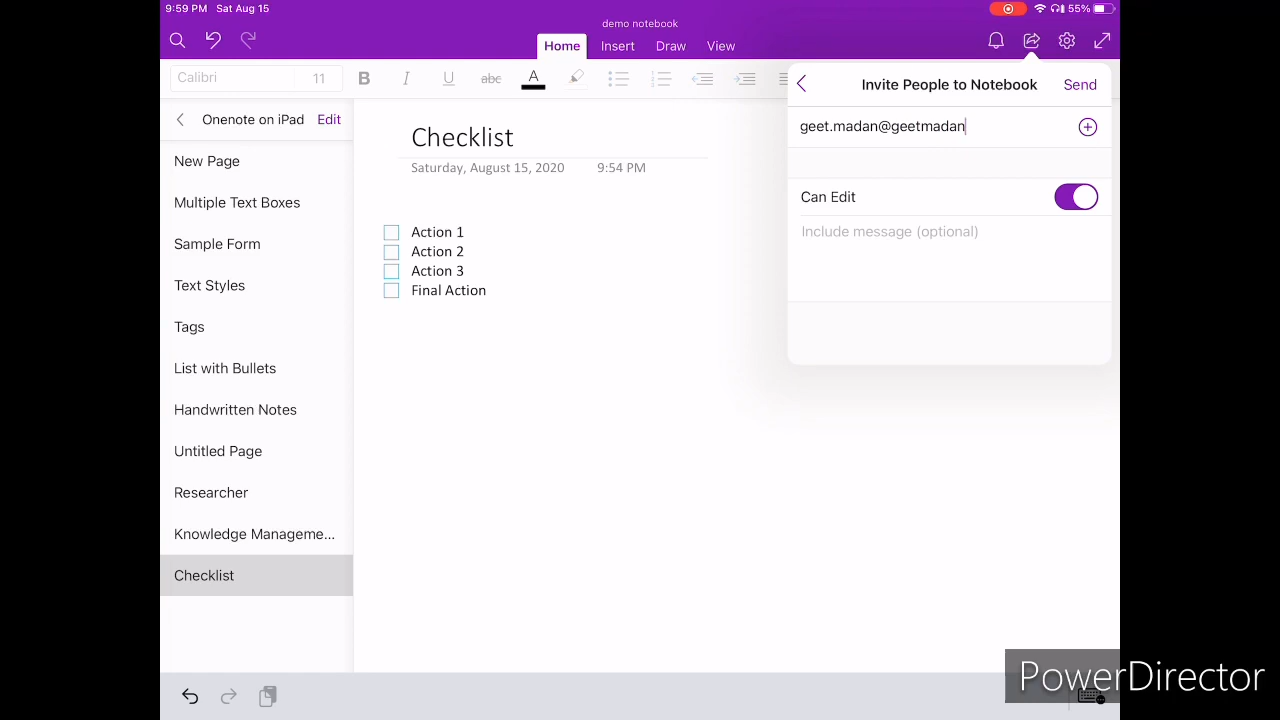 9:59 PM Sat Aug 15
55%
demo notebook
Home Insert Draw View
Calibri 11 B I U abc A
Onenote on iPad Edit
New Page
Multiple Text Boxes
Sample Form
Text Styles
Tags
List with Bullets
Handwritten Notes
Untitled Page
Researcher
Knowledge Manageme...
Checklist
Checklist
Saturday, August 15, 2020 9:54 PM
Action 1
Action 2
Action 3
Final Action
Invite People to Notebook Send
geet.madan@geetmadan
Can Edit
Include message (optional)
PowerDirector